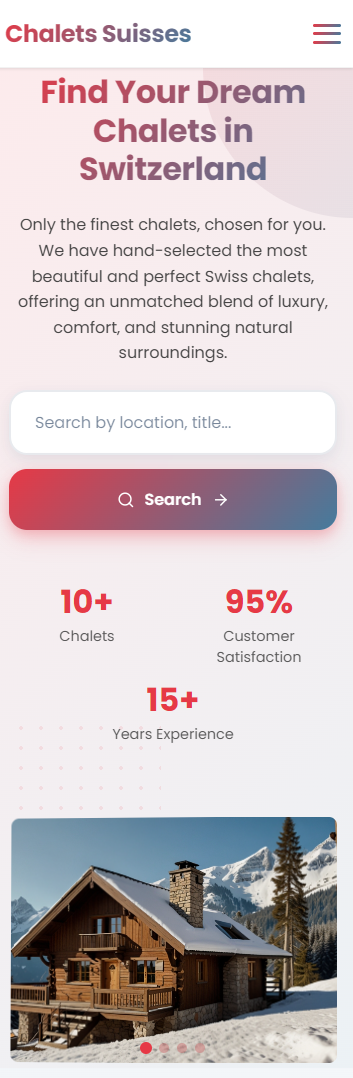 Chalets Suisses
Find Your Dream
Chalets in
Switzerland
Only the finest chalets, chosen for you.
We have hand-selected the most
beautiful and perfect Swiss chalets,
offering an unmatched blend of luxury,
comfort, and stunning natural
surroundings.
Search by location, title...
Search
10+
Chalets
95%
Customer
Satisfaction
15+
Years Experience